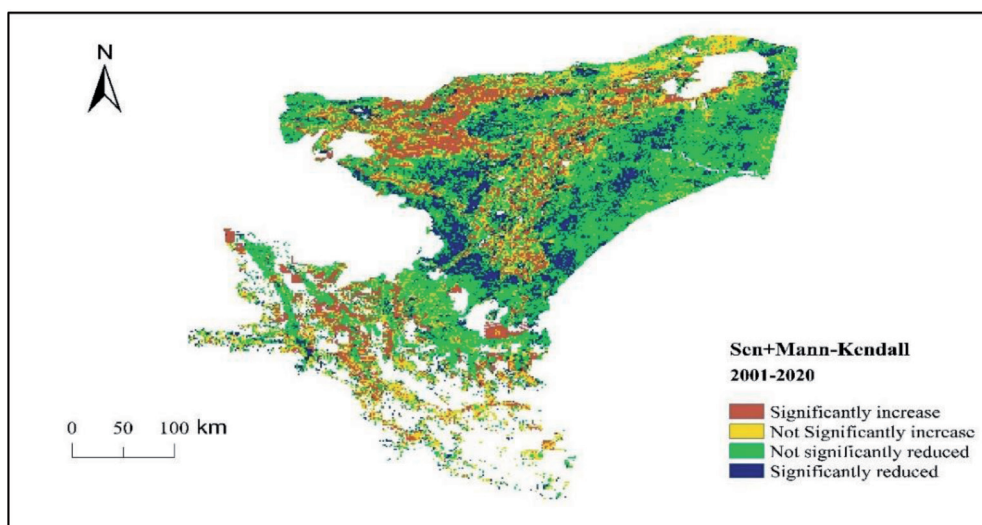 N
Sen+Mann-Kendall
2001-2020
Significantly increase
Not Significantly increase
Not significantly reduced
Significantly reduced
0 50 100 km